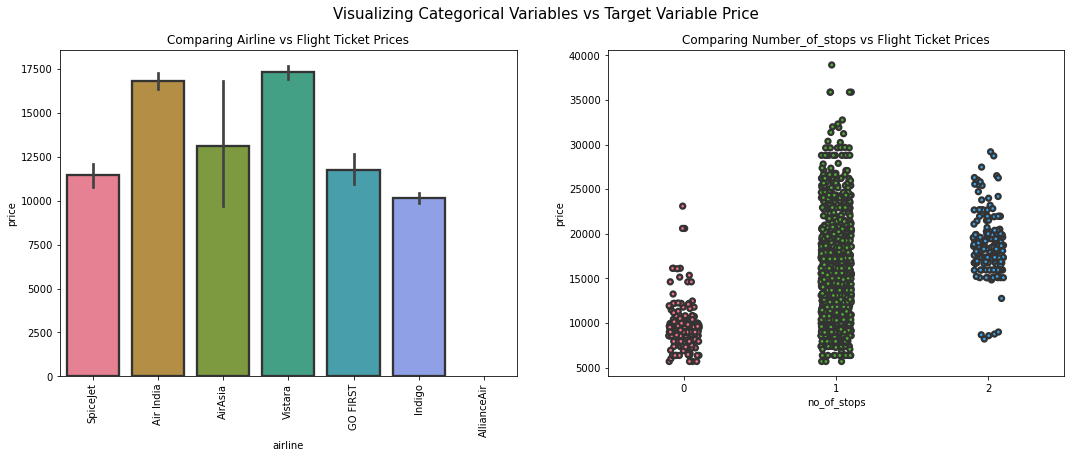 Visualizing Categorical Variables vs Target Variable Price
Comparing Airline vs Flight Ticket Prices
price
17500
15000
12500
10000
7500
5000
2500
0
SpiceJet
Air India
AirAsia
Vistara
GO FIRST
Indigo
AllianceAir
airline
Comparing Number_of_stops vs Flight Ticket Prices
price
40000
35000
30000
25000
20000
15000
10000
5000
0 1 2
no_of_stops